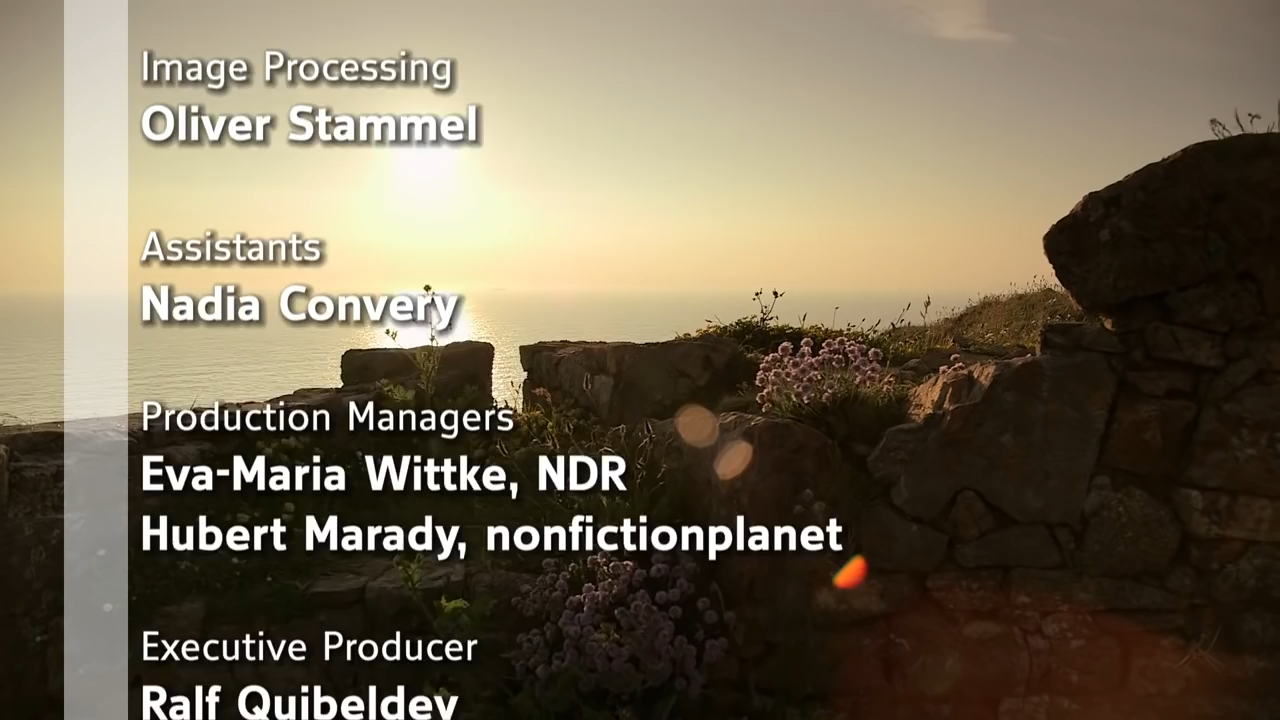 Image Processing
Oliver Stammel
Assistants
Nadia Convery
Production Managers
Eva-Maria Wittke, NDR
Hubert Marady, nonfictionplanet
Executive Producer
Ralf Quibeldey